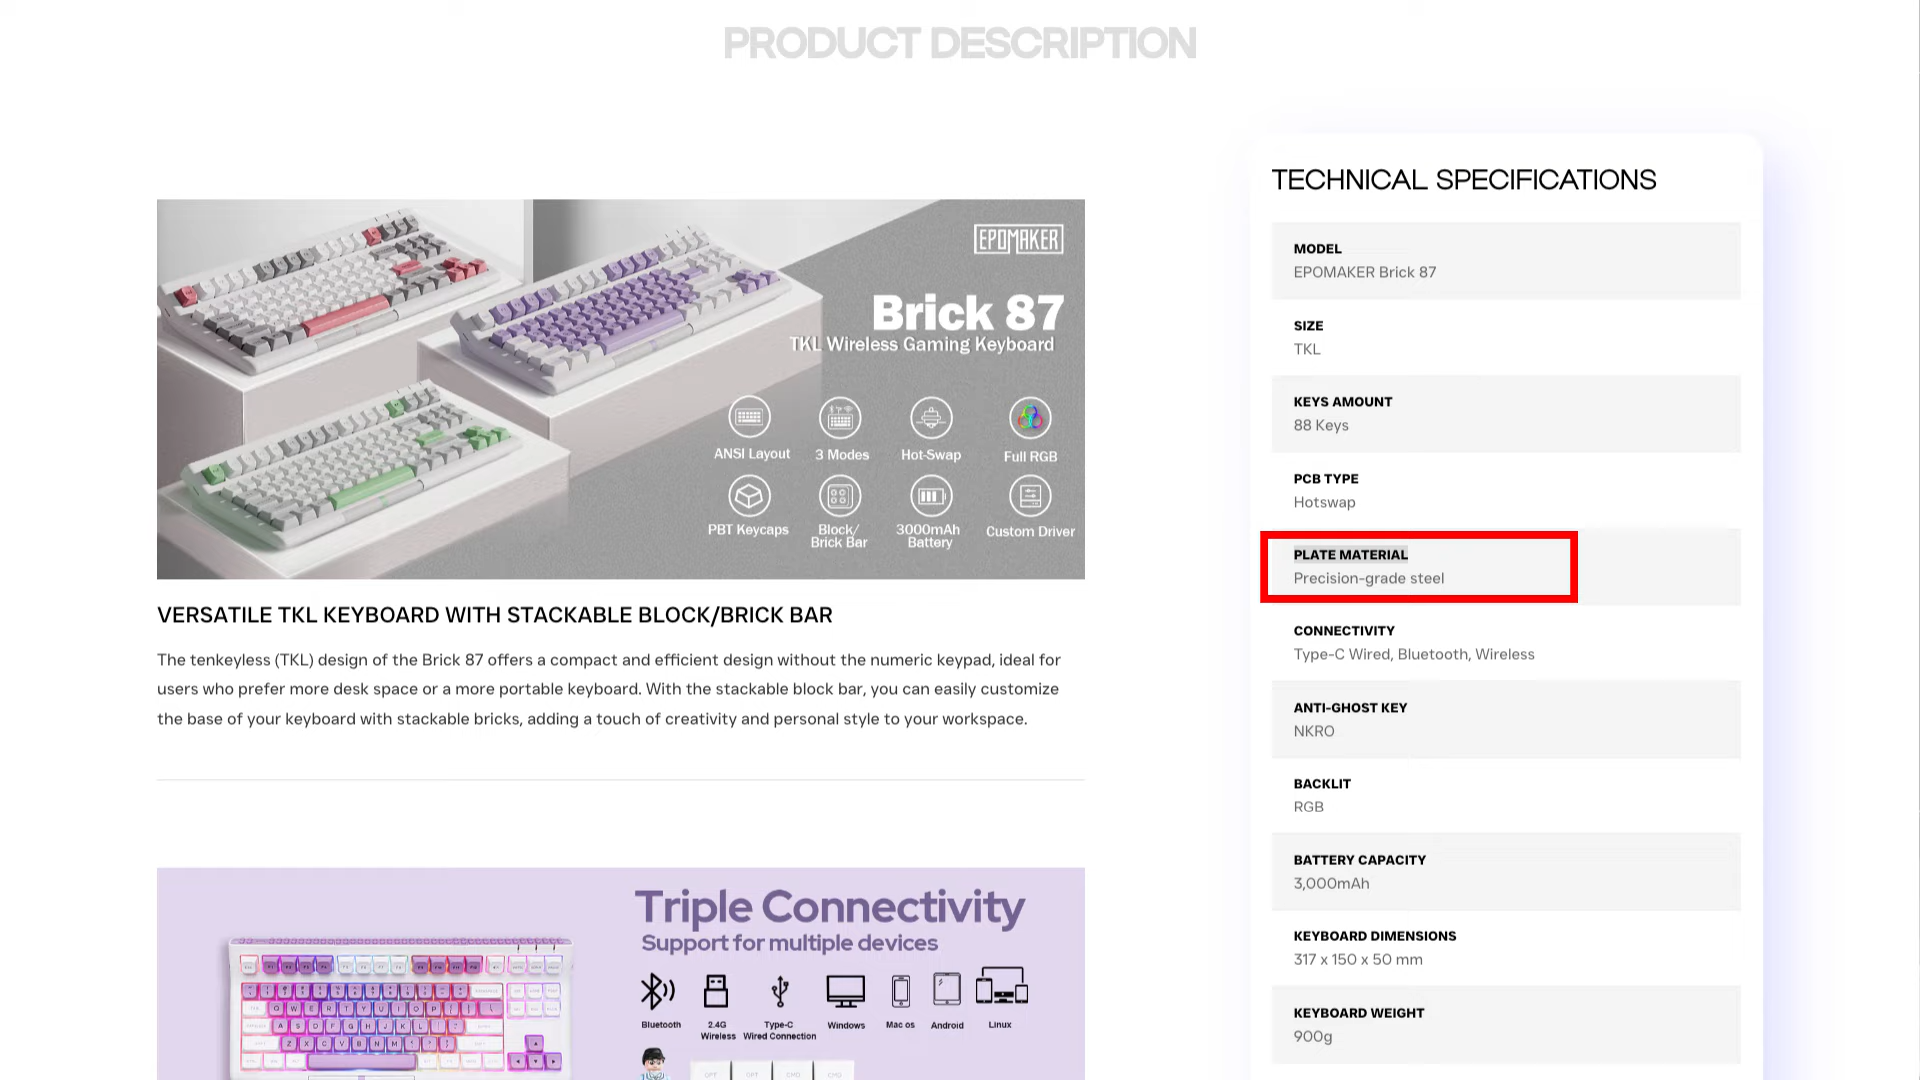 PRODUCT DESCRIPTION
EPOMAKER
Brick 87
TKL Wireless Gaming Keyboard
ANSI Layout
3 Modes
Hot-Swap
Full RGB
PBT Keycaps
Block/
Brick Bar
3000mAh
Battery
Custom Driver
VERSATILE TKL KEYBOARD WITH STACKABLE BLOCK/BRICK BAR
The tenkeyless (TKL) design of the Brick 87 offers a compact and efficient design without the numeric keypad, ideal for
users who prefer more desk space or a more portable keyboard. With the stackable block bar, you can easily customize
the base of your keyboard with stackable bricks, adding a touch of creativity and personal style to your workspace.
Triple Connectivity
Support for multiple devices
Bluetooth
2.4G
Wireless
Type-C
Wired Connection
Windows
Mac os
Android
Linux
OPT
OPT
CMD
CMD
TECHNICAL SPECIFICATIONS
MODEL
EPOMAKER Brick 87
SIZE
TKL
KEYS AMOUNT
88 Keys
PCB TYPE
Hotswap
PLATE MATERIAL
Precision-grade steel
CONNECTIVITY
Type-C Wired, Bluetooth, Wireless
ANTI-GHOST KEY
NKRO
BACKLIT
RGB
BATTERY CAPACITY
3,000mAh
KEYBOARD DIMENSIONS
317 x 150 x 50 mm
KEYBOARD WEIGHT
900g